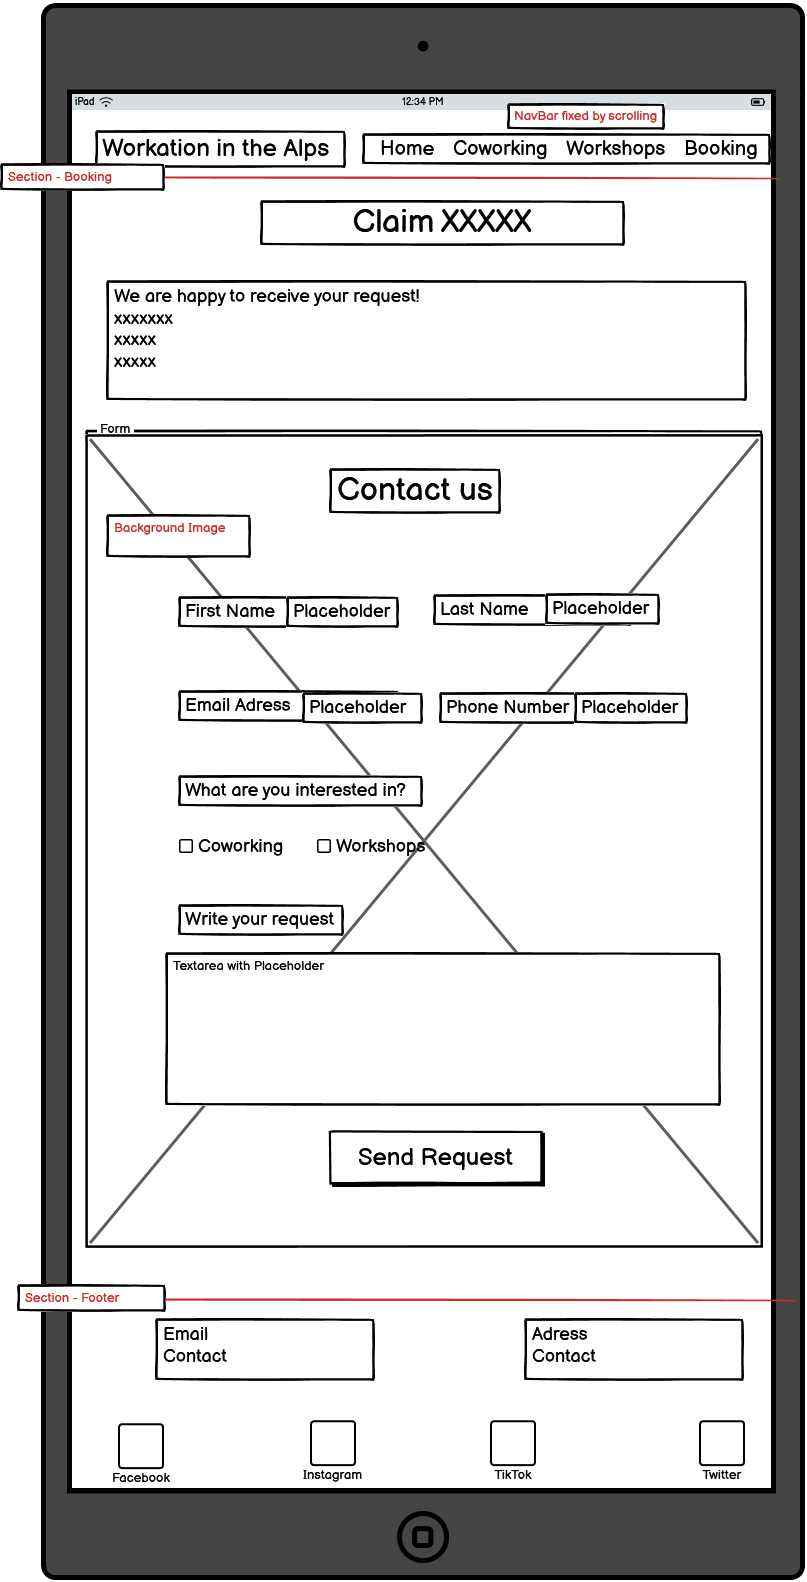 iPad
12:34 PM
NavBar fixed by scrolling
Workation in the Alps
Home Coworking Workshops Booking
Section - Booking
Claim XXXXX
We are happy to receive your request!
xxxxxxx
xxxxx
xxxxx
Form
Contact us
Background Image
First Name Placeholder
Last Name Placeholder
Email Adress Placeholder
Phone Number Placeholder
What are you interested in?
Coworking Workshops
Write your request
Textarea with Placeholder
Send Request
Section - Footer
Email
Contact
Adress
Contact
Facebook
Instagram
TikTok
Twitter